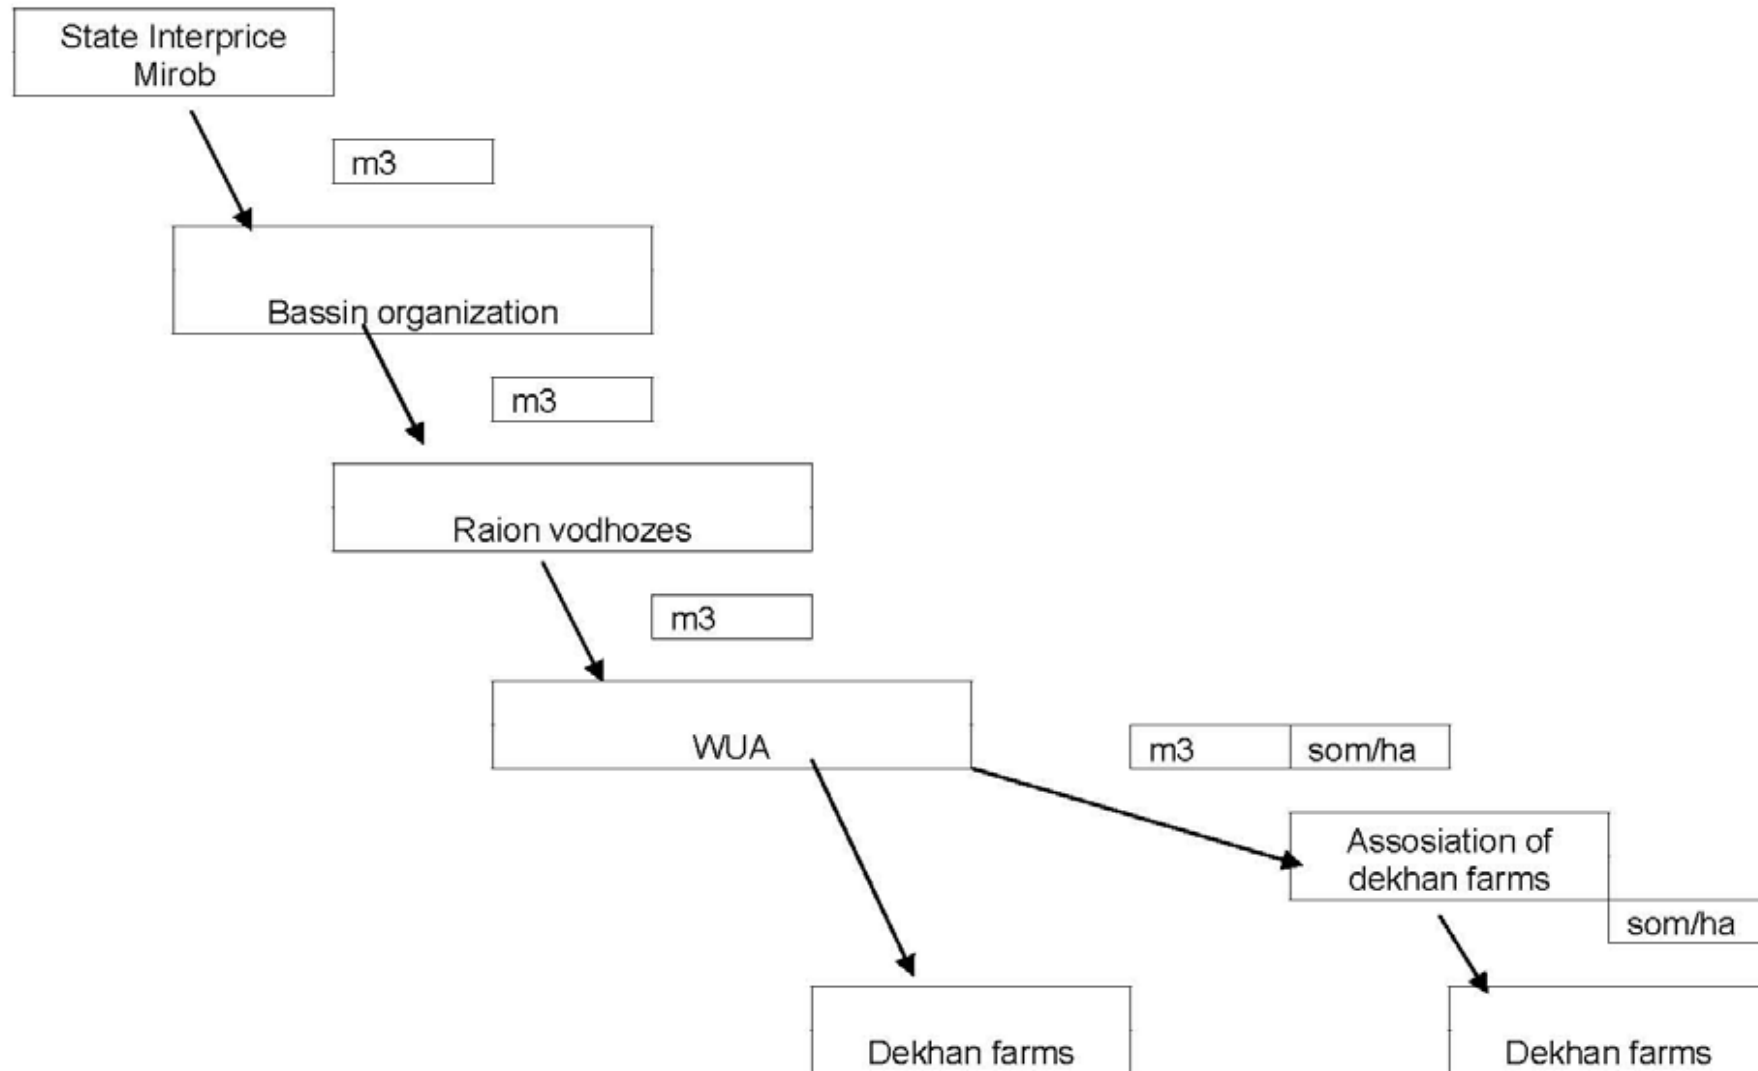 State Interprice
Mirob
m3
Bassin organization
m3
Raion vodhozes
m3
WUA
m3 som/ha
Assosiation of
dekhan farms
som/ha
Dekhan farms
Dekhan farms